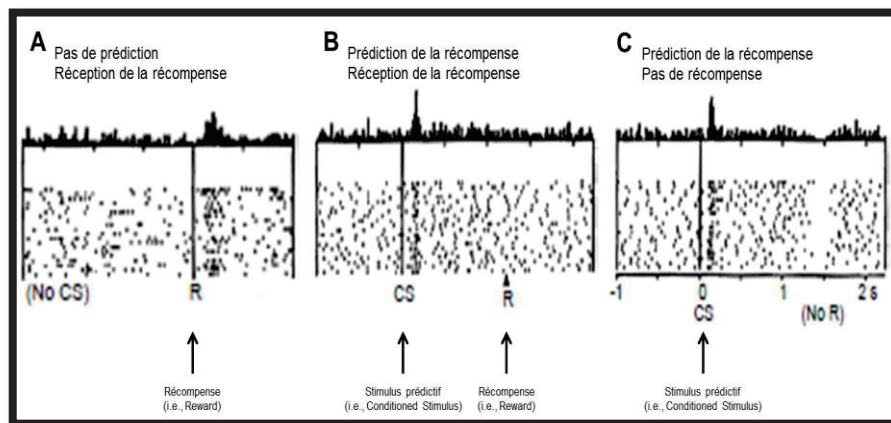 A
Pas de prédiction
Réception de la récompense
B
Prédiction de la récompense
Réception de la récompense
C
Prédiction de la récompense
Pas de récompense
(No CS)
R
CS
R
-1
0
1
2 s
CS
(No R)
Récompense
(i.e., Reward)
Stimulus prédictif
(i.e., Conditioned Stimulus)
Récompense
(i.e., Reward)
Stimulus prédictif
(i.e., Conditioned Stimulus)